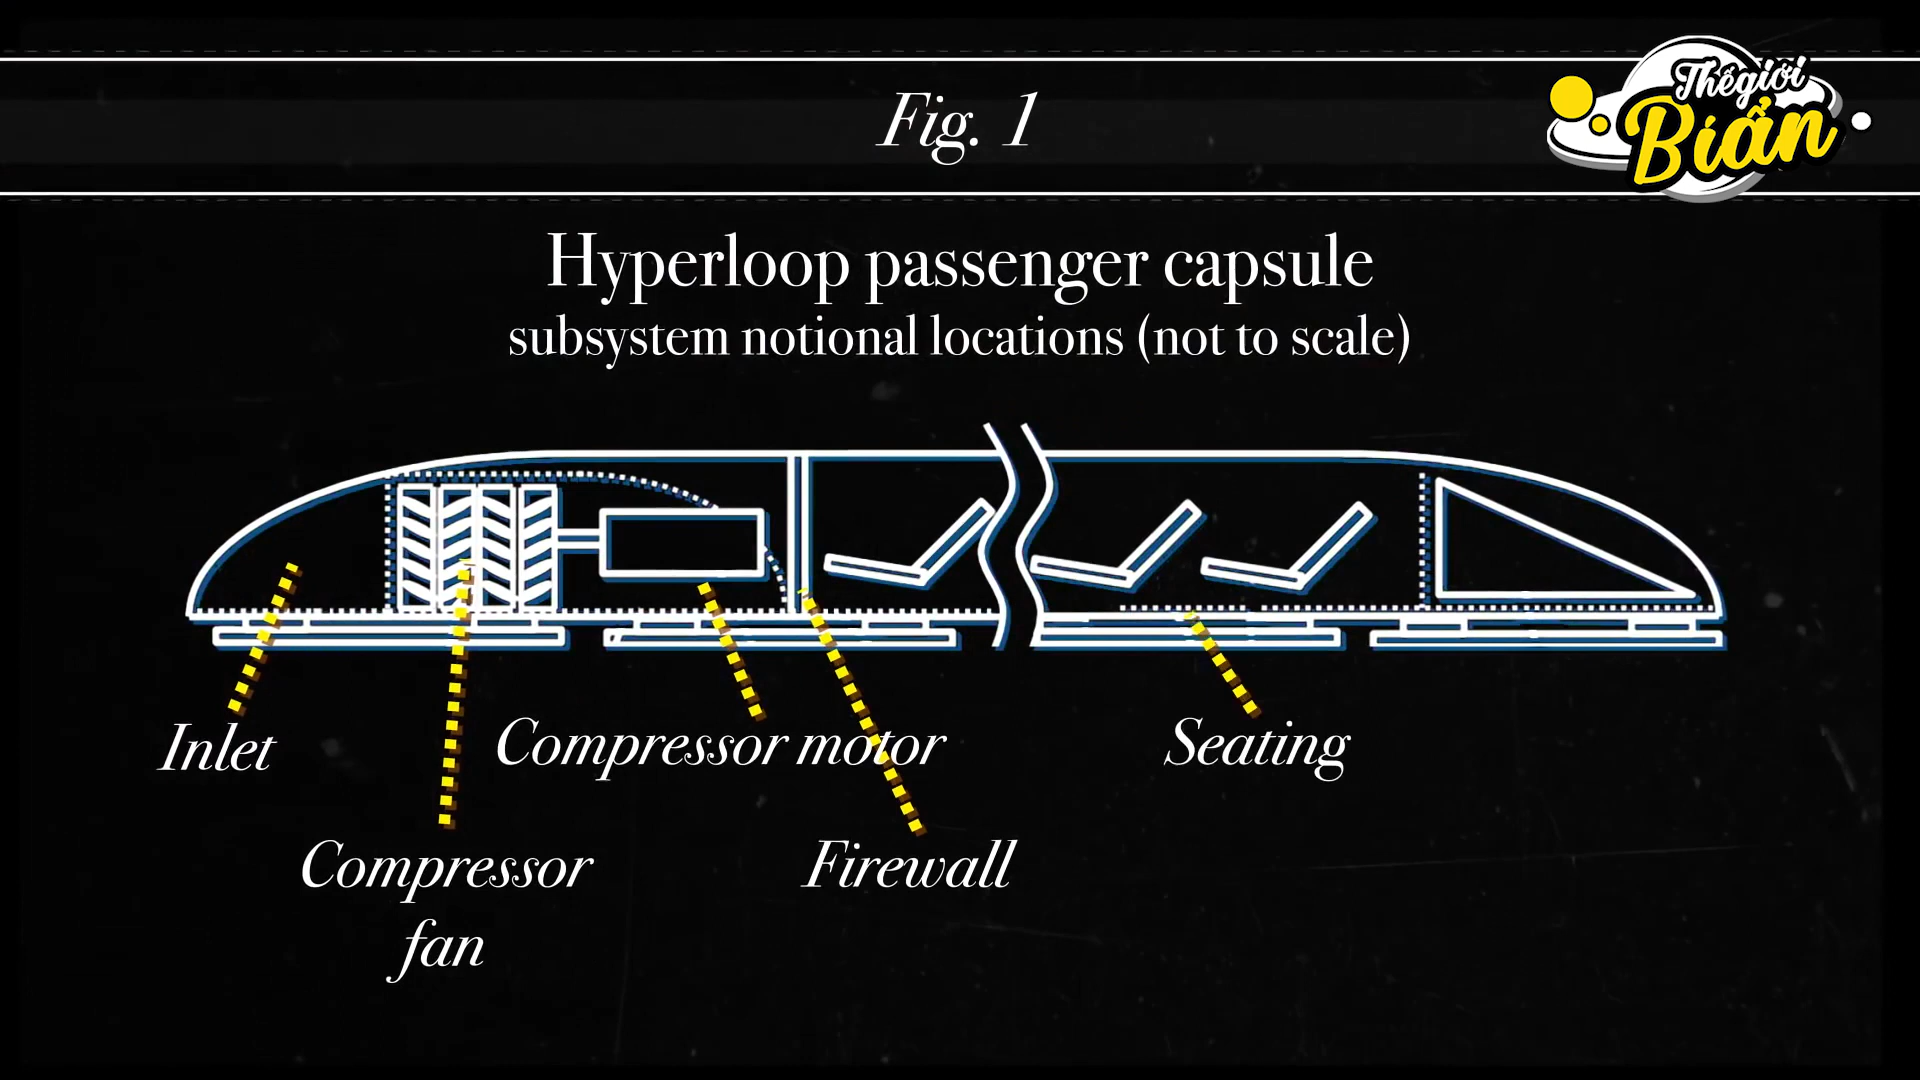 Fig. 1
Thế giới
Bí ẩn
Hyperloop passenger capsule
subsystem notional locations (not to scale)
Inlet
Compressor motor
Seating
Compressor
fan
Firewall